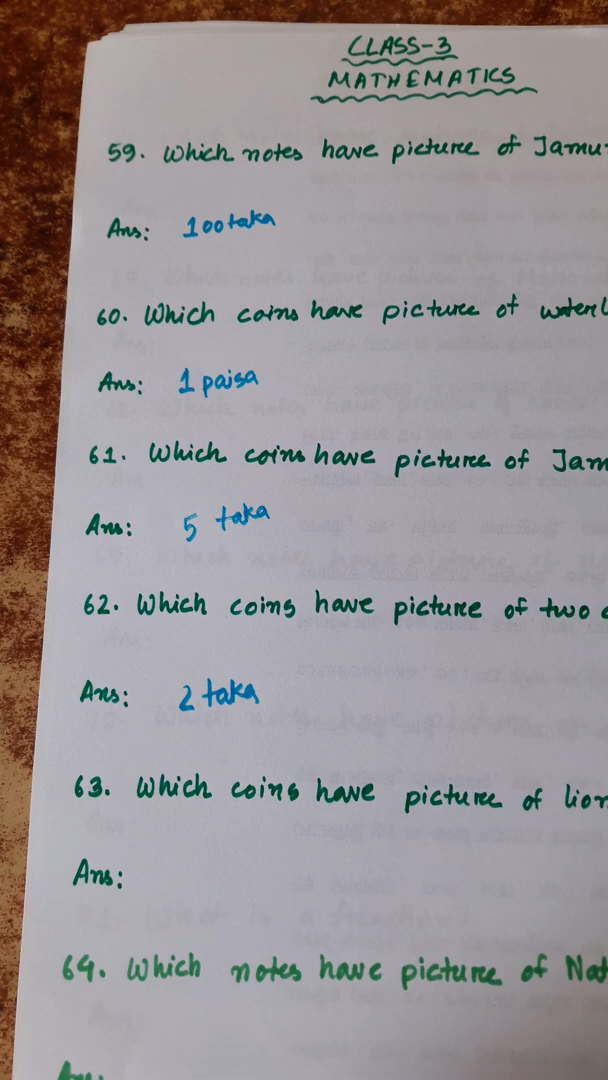 CLASS-3
MATHEMATICS
59. Which notes have picture of Jamu
Ans: 100 taka
60. Which coins have picture of water
Ans: 1 paisa
61. Which coins have picture of Jam
Ans: 5 taka
62. Which coins have picture of two
Ans: 2 taka
63. Which coins have picture of lion
Ans:
64. Which notes have picture of Nat
Ans: